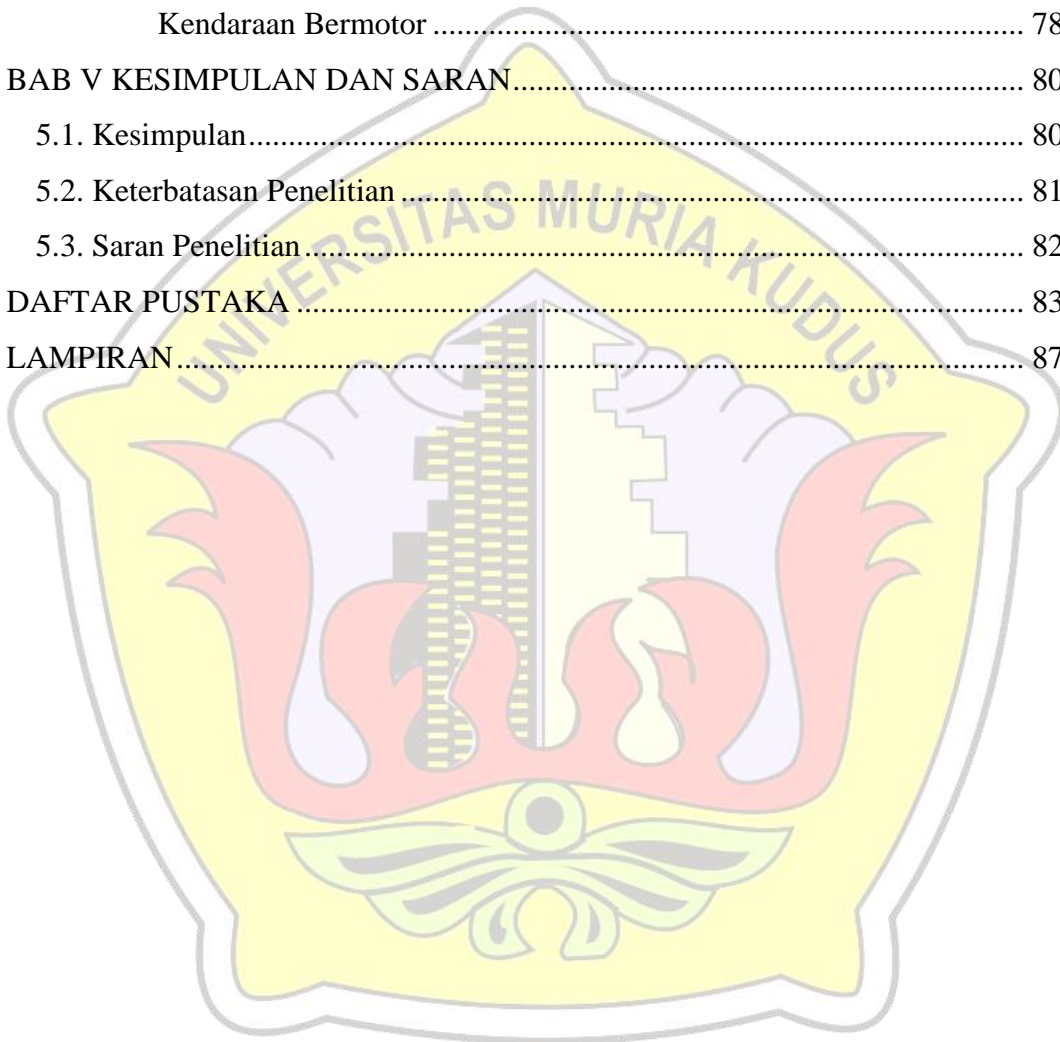 Kendaraan Bermotor ............................................................................ 78
BAB V KESIMPULAN DAN SARAN................................................................. 80
5.1. Kesimpulan.................................................................................................. 80
5.2. Keterbatasan Penelitian ............................................................................... 81
5.3. Saran Penelitian ........................................................................................... 82
DAFTAR PUSTAKA ............................................................................................ 83
LAMPIRAN............................................................................................................ 87
UNIVERSITAS MURIA KUDUS